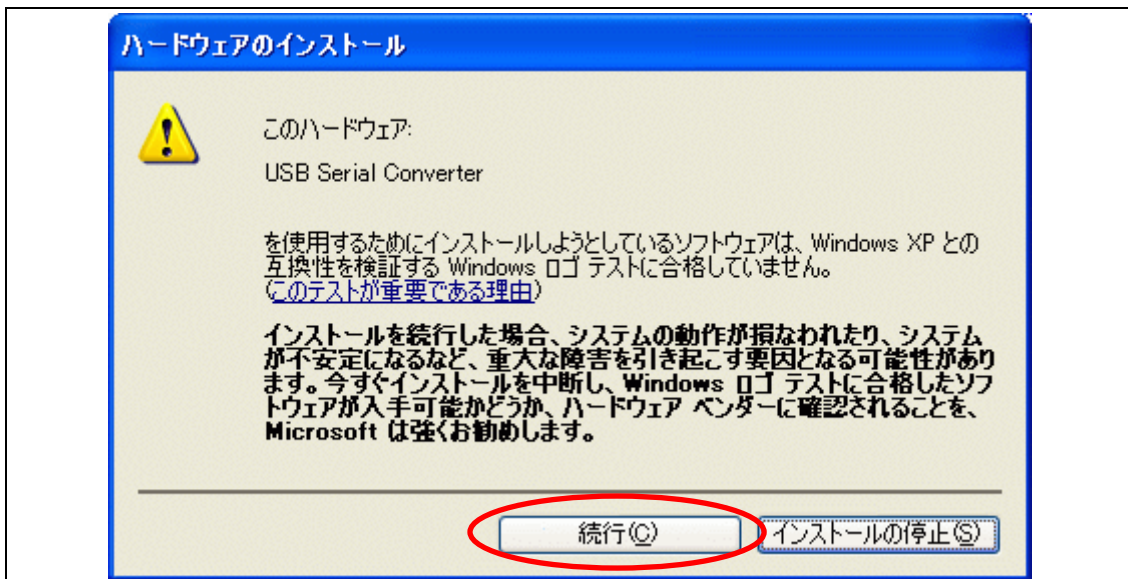 ハードウェアのインストール
このハードウェア:
USB Serial Converter
を使用するためにインストールしようとしているソフトウェアは、Windows XP との
互換性を検証する Windows ロゴ テストに合格していません。
(このテストが重要である理由)
インストールを続行した場合、システムの動作が損なわれたり、システム
が不安定になるなど、重大な障害を引き起こす要因となる可能性があり
ます。今すぐインストールを中断し、Windows ロゴ テストに合格したソフ
トウェアが入手可能かどうか、ハードウェア ベンダーに確認されることを、
Microsoft は強くお勧めします。
続行(C) インストールの停止(S)